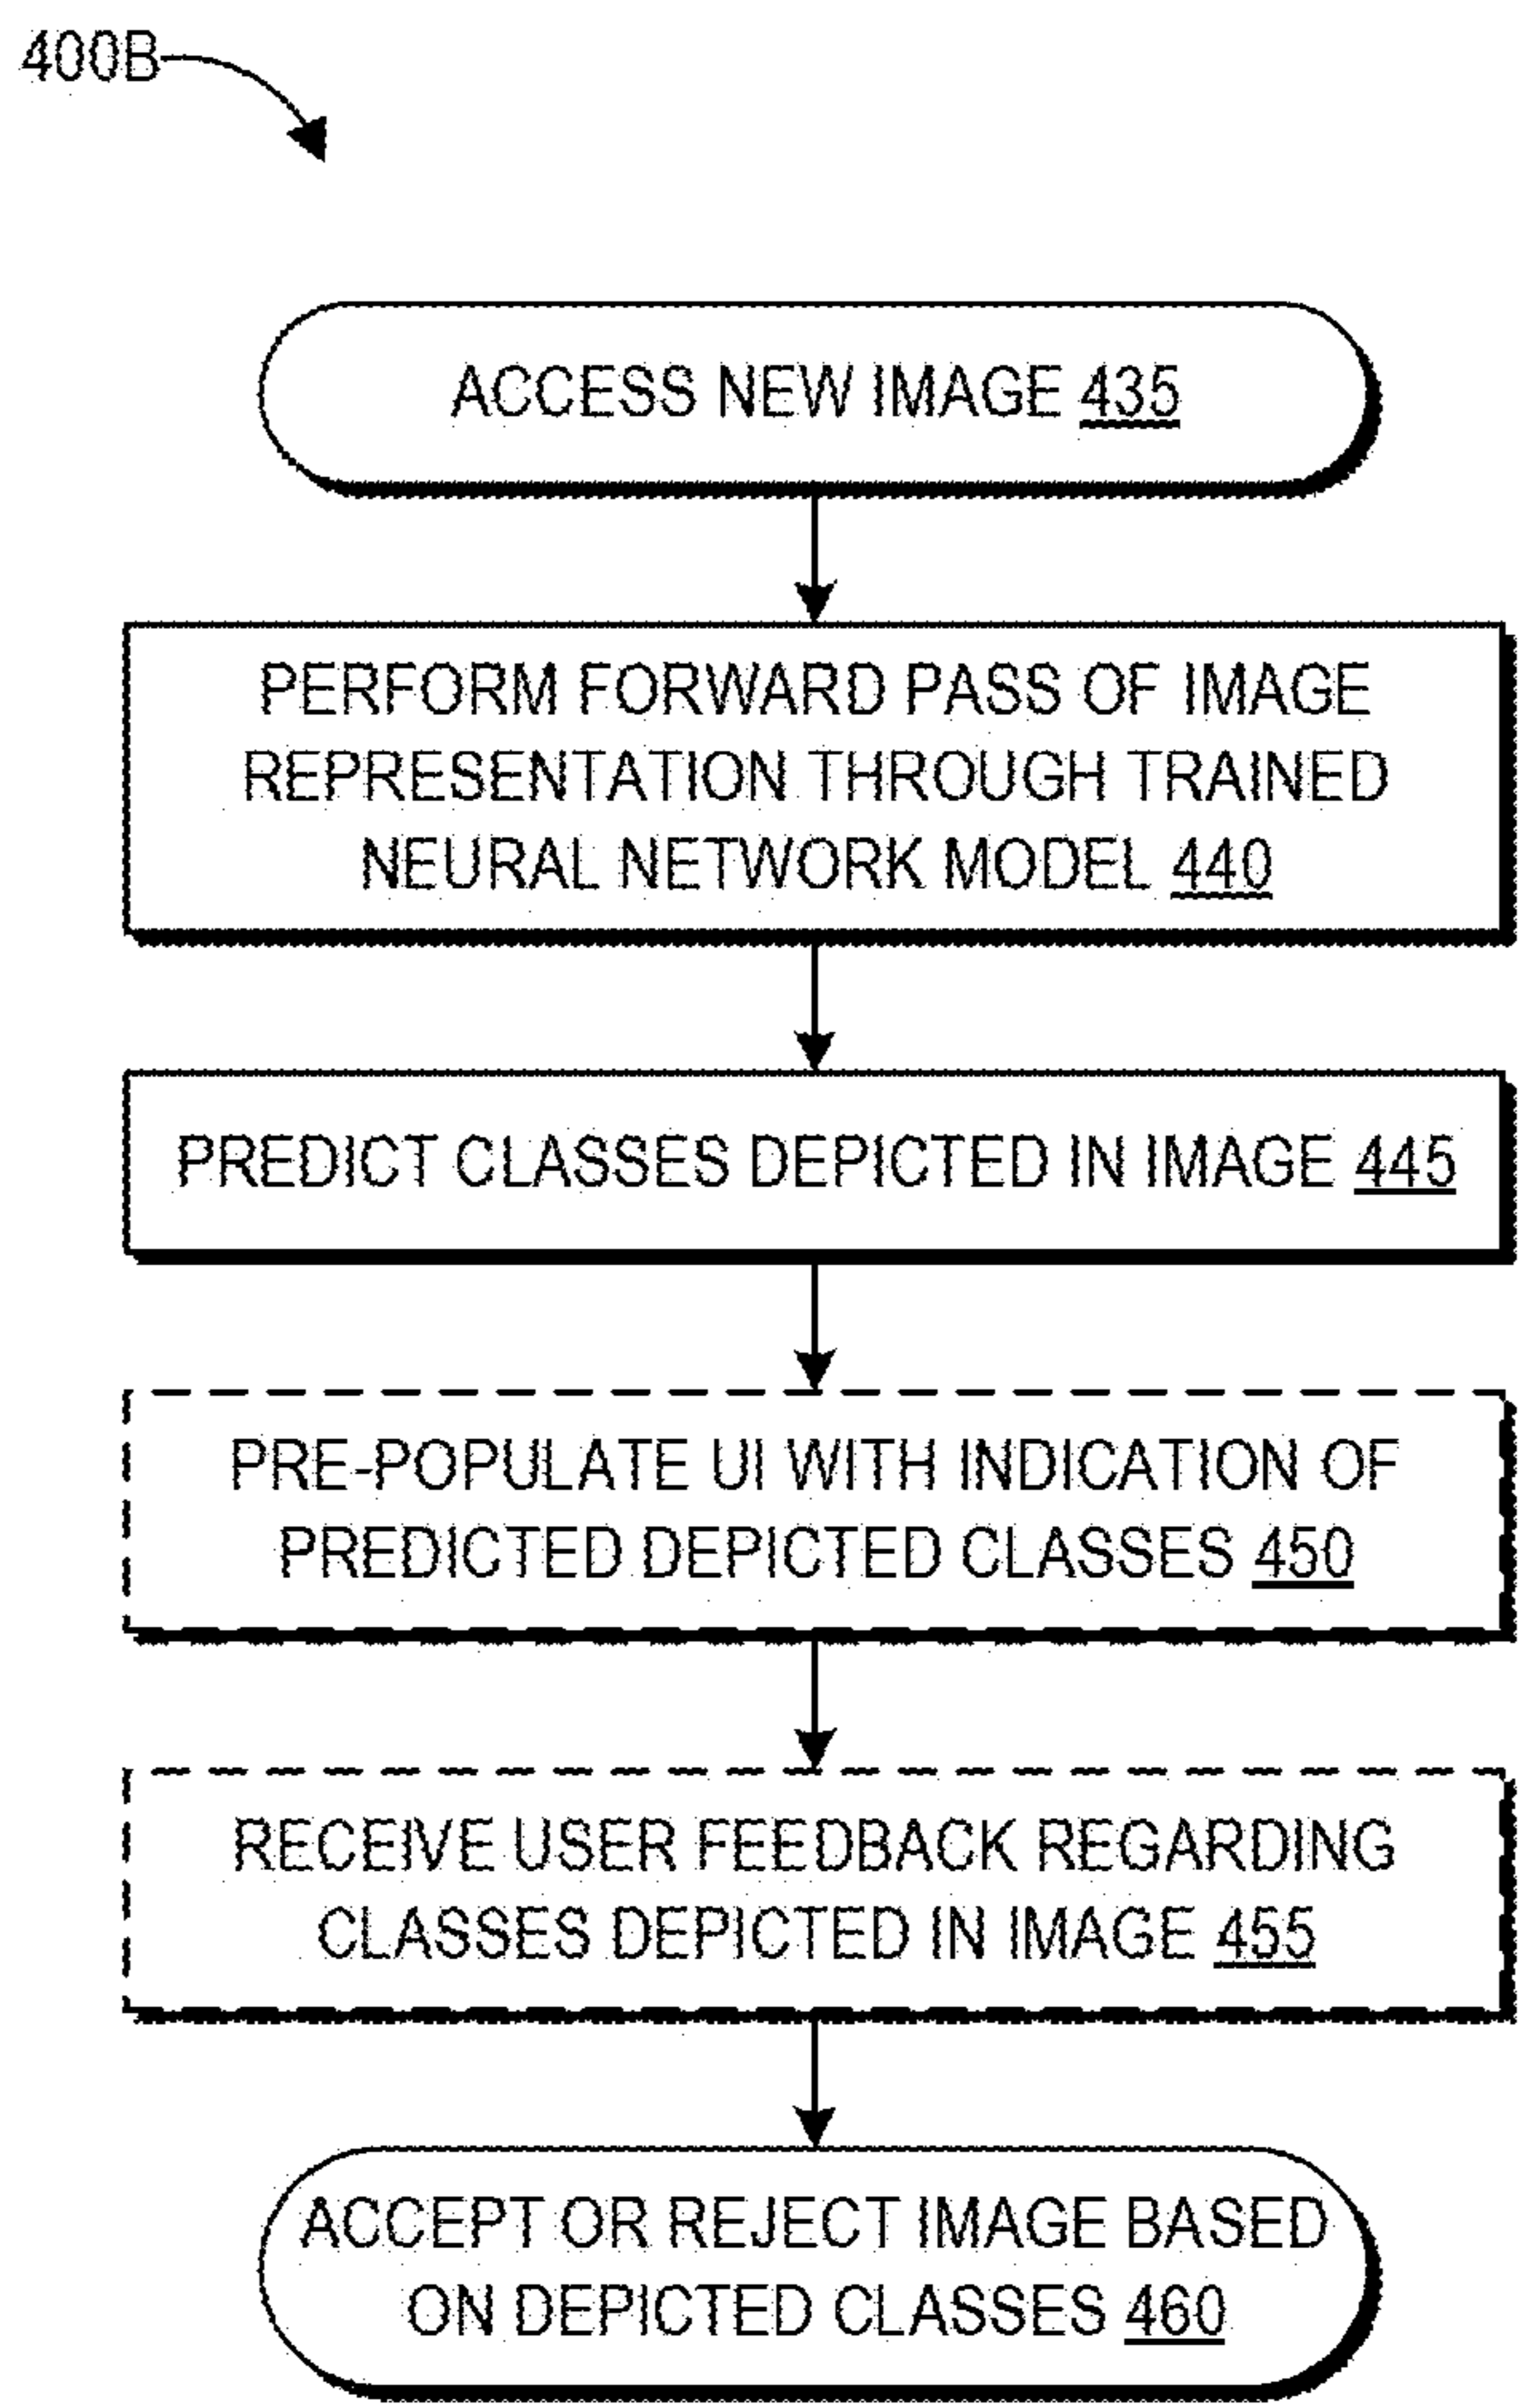 400B
ACCESS NEW IMAGE 435
PERFORM FORWARD PASS OF IMAGE
REPRESENTATION THROUGH TRAINED
NEURAL NETWORK MODEL 440
PREDICT CLASSES DEPICTED IN IMAGE 445
PRE-POPULATE UI WITH INDICATION OF
PREDICTED DEPICTED CLASSES 450
RECEIVE USER FEEDBACK REGARDING
CLASSES DEPICTED IN IMAGE 455
ACCEPT OR REJECT IMAGE BASED
ON DEPICTED CLASSES 460